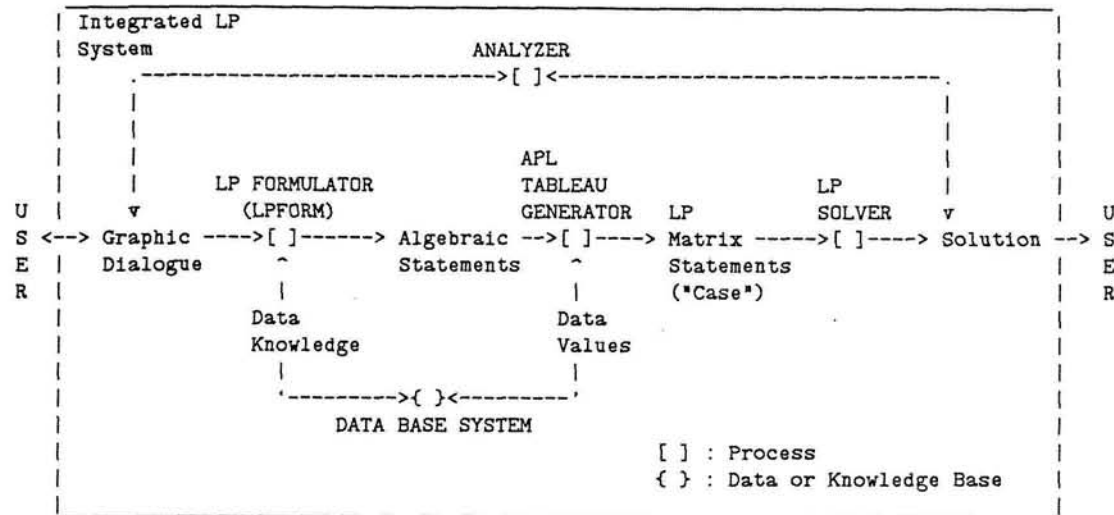 Integrated LP
System
ANALYZER
.---------------------------->[ ]<------------------------------.
APL
LP FORMULATOR TABLEAU LP
(LPFORM) GENERATOR LP SOLVER
U S E R <--> Graphic ---->[ ]------> Algebraic -->[ ]----> Matrix ----->[ ]----> Solution --> U S E R
Dialogue ^ Statements ^ Statements
("Case")
Data Data
Knowledge Values
'--------->{ }<---------'
DATA BASE SYSTEM
[ ] : Process
{ } : Data or Knowledge Base